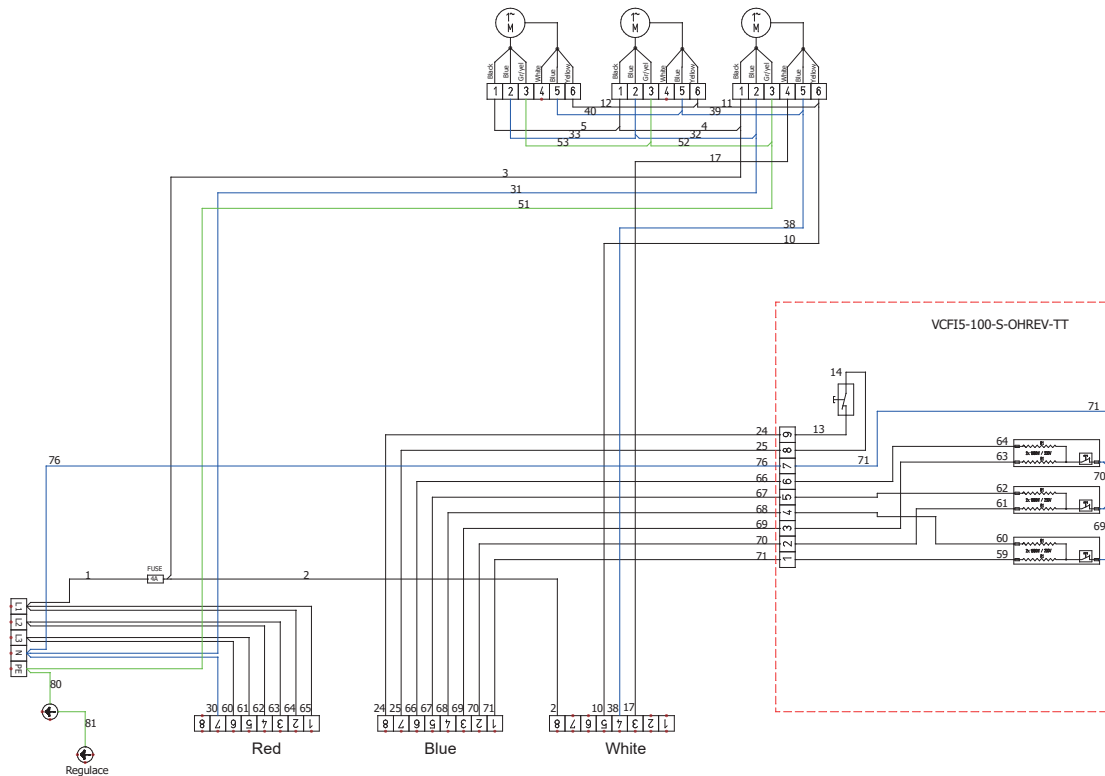 1~ 1~ 1~
M M M
Black Blue Gr/yel White Blue Yellow Black Blue Gr/yel White Blue Yellow Black Blue Gr/yel White Blue Yellow
1 2 3 4 5 6 1 2 3 4 5 6 1 2 3 4 5 6
12 11
40 39
5 4
33 32
53 52
17
3
31
51
38
10
VCFI5-100-S-OHREV-TT
14
71
24 9 13
25 8
76 76 7 71
64
63
66 6
67 5
68 4
69 3
70 2
71 1
62
61
60
59
70
69
FUSE
4A
1 2
L1
L2
L3
N
PE
80
81
Regulace
30 60 61 62 63 64 65
8 7 6 5 4 3 2 1
Red
24 25 66 67 68 69 70 71
8 7 6 5 4 3 2 1
Blue
2 10 38 17
8 7 6 5 4 3 2 1
White